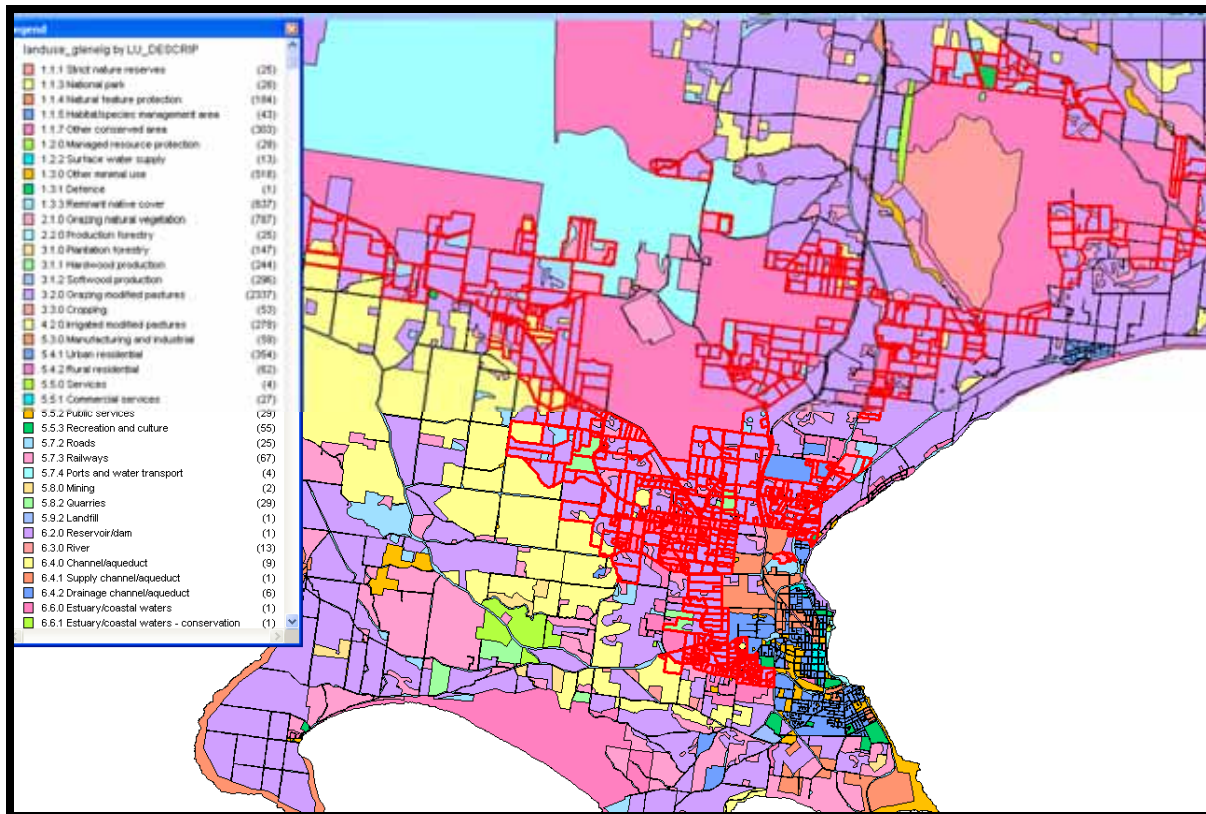 Legend
landuse_glenelg by LU_DESCRIP
1.1.1 Strict nature reserves (25)
1.1.3 National park (26)
1.1.4 Natural feature protection (184)
1.1.5 Habitat/species management area (43)
1.1.7 Other conserved area (303)
1.2.0 Managed resource protection (28)
1.2.2 Surface water supply (13)
1.3.0 Other minimal use (518)
1.3.1 Defence (1)
1.3.3 Remnant native cover (637)
2.1.0 Grazing natural vegetation (787)
2.2.0 Production forestry (25)
3.1.0 Plantation forestry (147)
3.1.1 Hardwood production (244)
3.1.2 Softwood production (296)
3.2.0 Grazing modified pastures (2337)
3.3.0 Cropping (53)
4.2.0 Irrigated modified pastures (278)
5.3.0 Manufacturing and industrial (59)
5.4.1 Urban residential (354)
5.4.2 Rural residential (62)
5.5.0 Services (4)
5.5.1 Commercial services (27)
5.5.2 Public services (29)
5.5.3 Recreation and culture (55)
5.7.2 Roads (25)
5.7.3 Railways (67)
5.7.4 Ports and water transport (4)
5.8.0 Mining (2)
5.8.2 Quarries (29)
5.9.2 Landfill (1)
6.2.0 Reservoir/dam (1)
6.3.0 River (13)
6.4.0 Channel/aqueduct (9)
6.4.1 Supply channel/aqueduct (1)
6.4.2 Drainage channel/aqueduct (6)
6.6.0 Estuary/coastal waters (1)
6.6.1 Estuary/coastal waters - conservation (1)